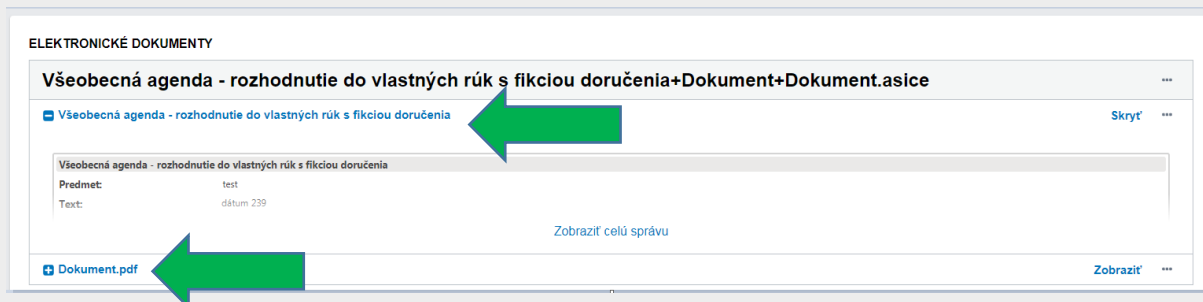 ELEKTRONICKÉ DOKUMENTY
Všeobecná agenda - rozhodnutie do vlastných rúk s fikciou doručenia+Dokument+Dokument.asice
Všeobecná agenda - rozhodnutie do vlastných rúk s fikciou doručenia Skryť
Všeobecná agenda - rozhodnutie do vlastných rúk s fikciou doručenia
Predmet: test
Text: dátum 239
Zobraziť celú správu
Dokument.pdf Zobraziť